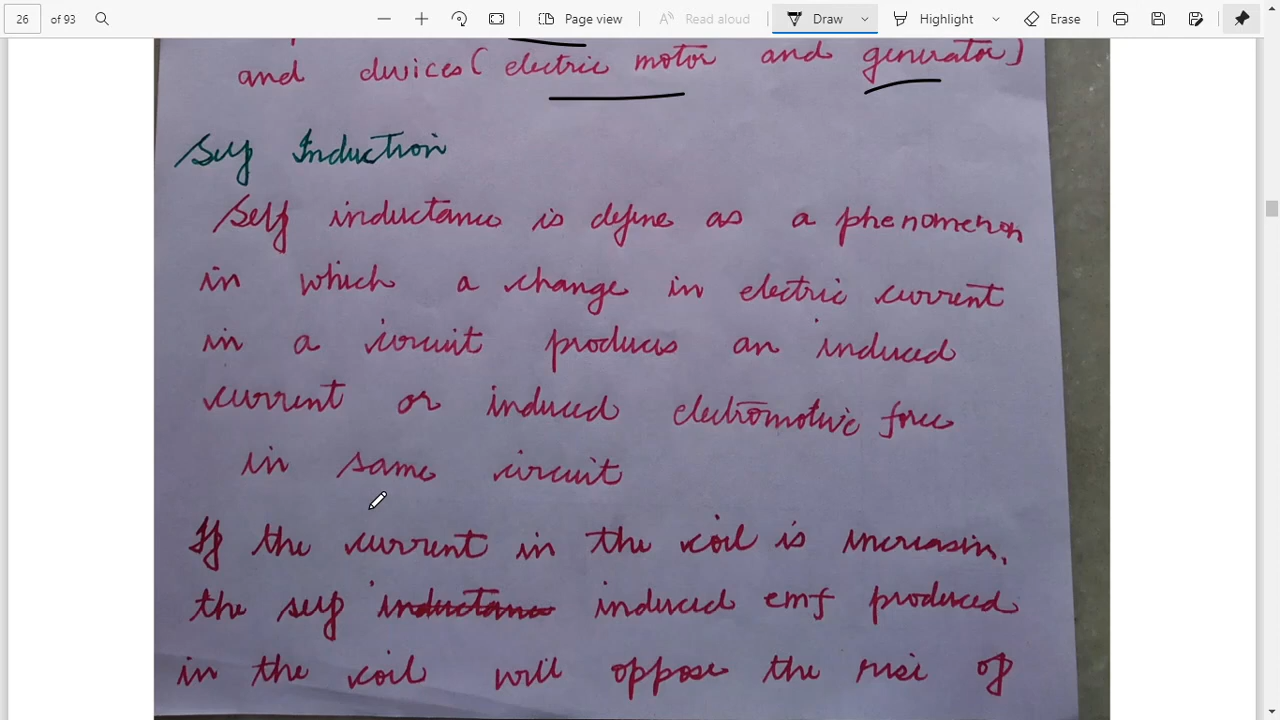 26 of 93 Page view Read aloud Draw Highlight Erase
and devices( electric motor and generator)
Self Induction
Self inductance is define as a phenomenon
in which a change in electric current
in a circuit produces an induced
current or induced electromotive force
in same circuit
If the current in the coil is increasin,
the self induced emf produced
in the coil will oppose the rise of